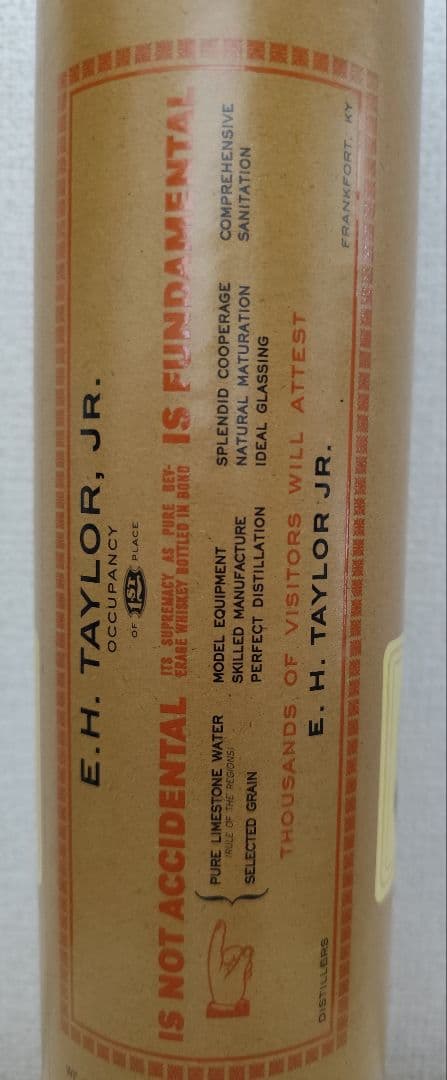 E.H. TAYLOR, JR.
OCCUPANCY
OF 1ST PLACE
IS NOT ACCIDENTAL ITS SUPREMACY AS PURE BEV-
ERAGE WHISKEY BOTTLED IN BOND IS FUNDAMENTAL
PURE LIMESTONE WATER
(RULE OF THE REGIONS)
SELECTED GRAIN
MODEL EQUIPMENT
SKILLED MANUFACTURE
PERFECT DISTILLATION
SPLENDID COOPERAGE
NATURAL MATURATION
IDEAL GLASSING
COMPREHENSIVE
SANITATION
THOUSANDS OF VISITORS WILL ATTEST
DISTILLERS E. H. TAYLOR JR. FRANKFORT, KY